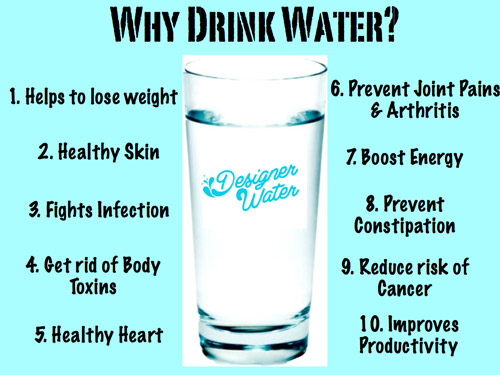 WHY DRINK WATER?
1. Helps to lose weight
2. Healthy Skin
3. Fights Infection
4. Get rid of Body
Toxins
5. Healthy Heart
Designer
Water
6. Prevent Joint Pains
& Arthritis
7. Boost Energy
8. Prevent
Constipation
9. Reduce risk of
Cancer
10. Improves
Productivity